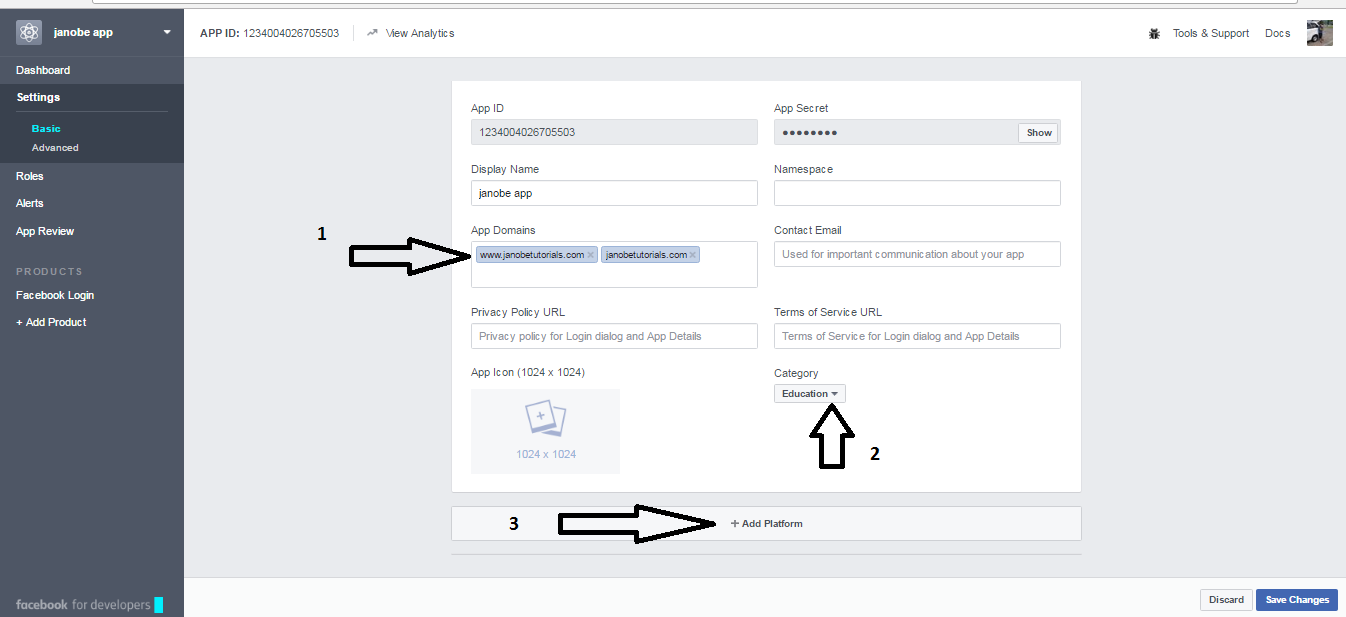 janobe app
APP ID: 1234004026705503
View Analytics
Tools & Support
Docs
Dashboard
Settings
Basic
Advanced
Roles
Alerts
App Review
PRODUCTS
Facebook Login
+ Add Product
facebook for developers
App ID
1234004026705503
App Secret
●●●●●●●●
Show
Display Name
janobe app
Namespace
1
App Domains
www.janobetutorials.com ×
janobetutorials.com ×
Contact Email
Used for important communication about your app
Privacy Policy URL
Privacy policy for Login dialog and App Details
Terms of Service URL
Terms of Service for Login dialog and App Details
App Icon (1024 x 1024)
1024 x 1024
Category
Education
2
3
+ Add Platform
Discard
Save Changes